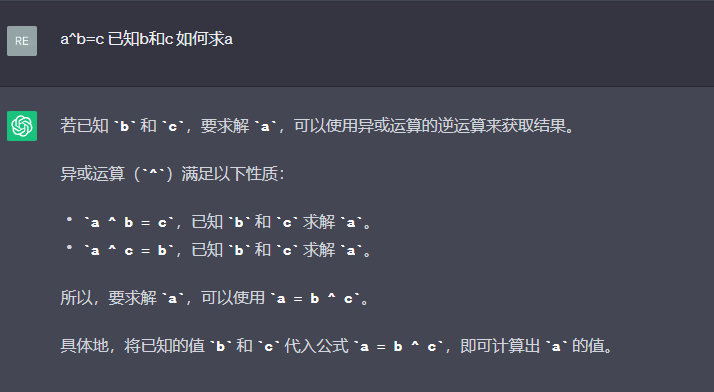 RE
a^b=c 已知b和c 如何求a
若已知 `b` 和 `c`，要求解 `a`，可以使用异或运算的逆运算来获取结果。
异或运算（`^`）满足以下性质：
• `a ^ b = c`，已知 `b` 和 `c` 求解 `a`。
• `a ^ c = b`，已知 `b` 和 `c` 求解 `a`。
所以，要求解 `a`，可以使用 `a = b ^ c`。
具体地，将已知的值 `b` 和 `c` 代入公式 `a = b ^ c`，即可计算出 `a` 的值。